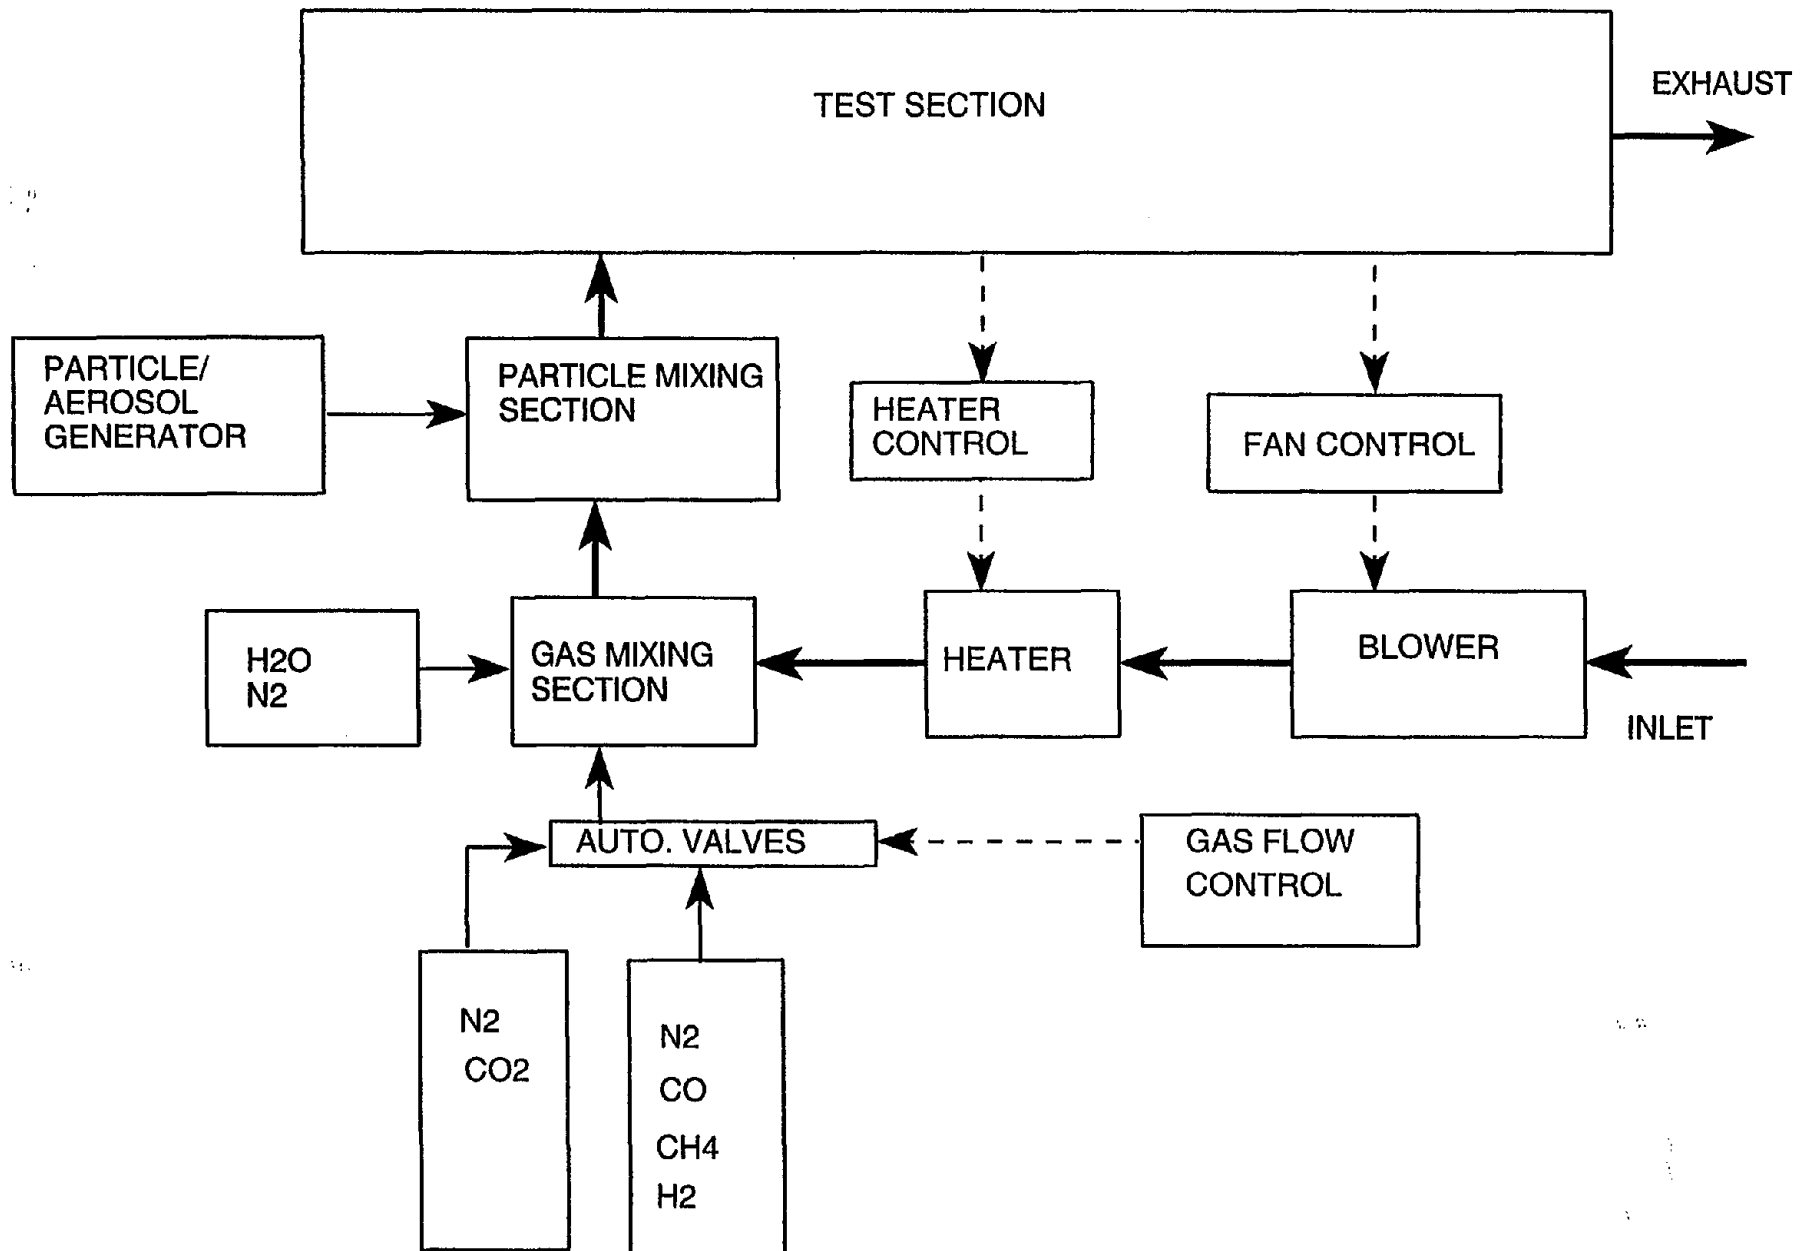 TEST SECTION
EXHAUST
PARTICLE/
AEROSOL
GENERATOR
PARTICLE MIXING
SECTION
HEATER
CONTROL
FAN CONTROL
H2O
N2
GAS MIXING
SECTION
HEATER
BLOWER
INLET
AUTO. VALVES
GAS FLOW
CONTROL
N2
CO2
N2
CO
CH4
H2